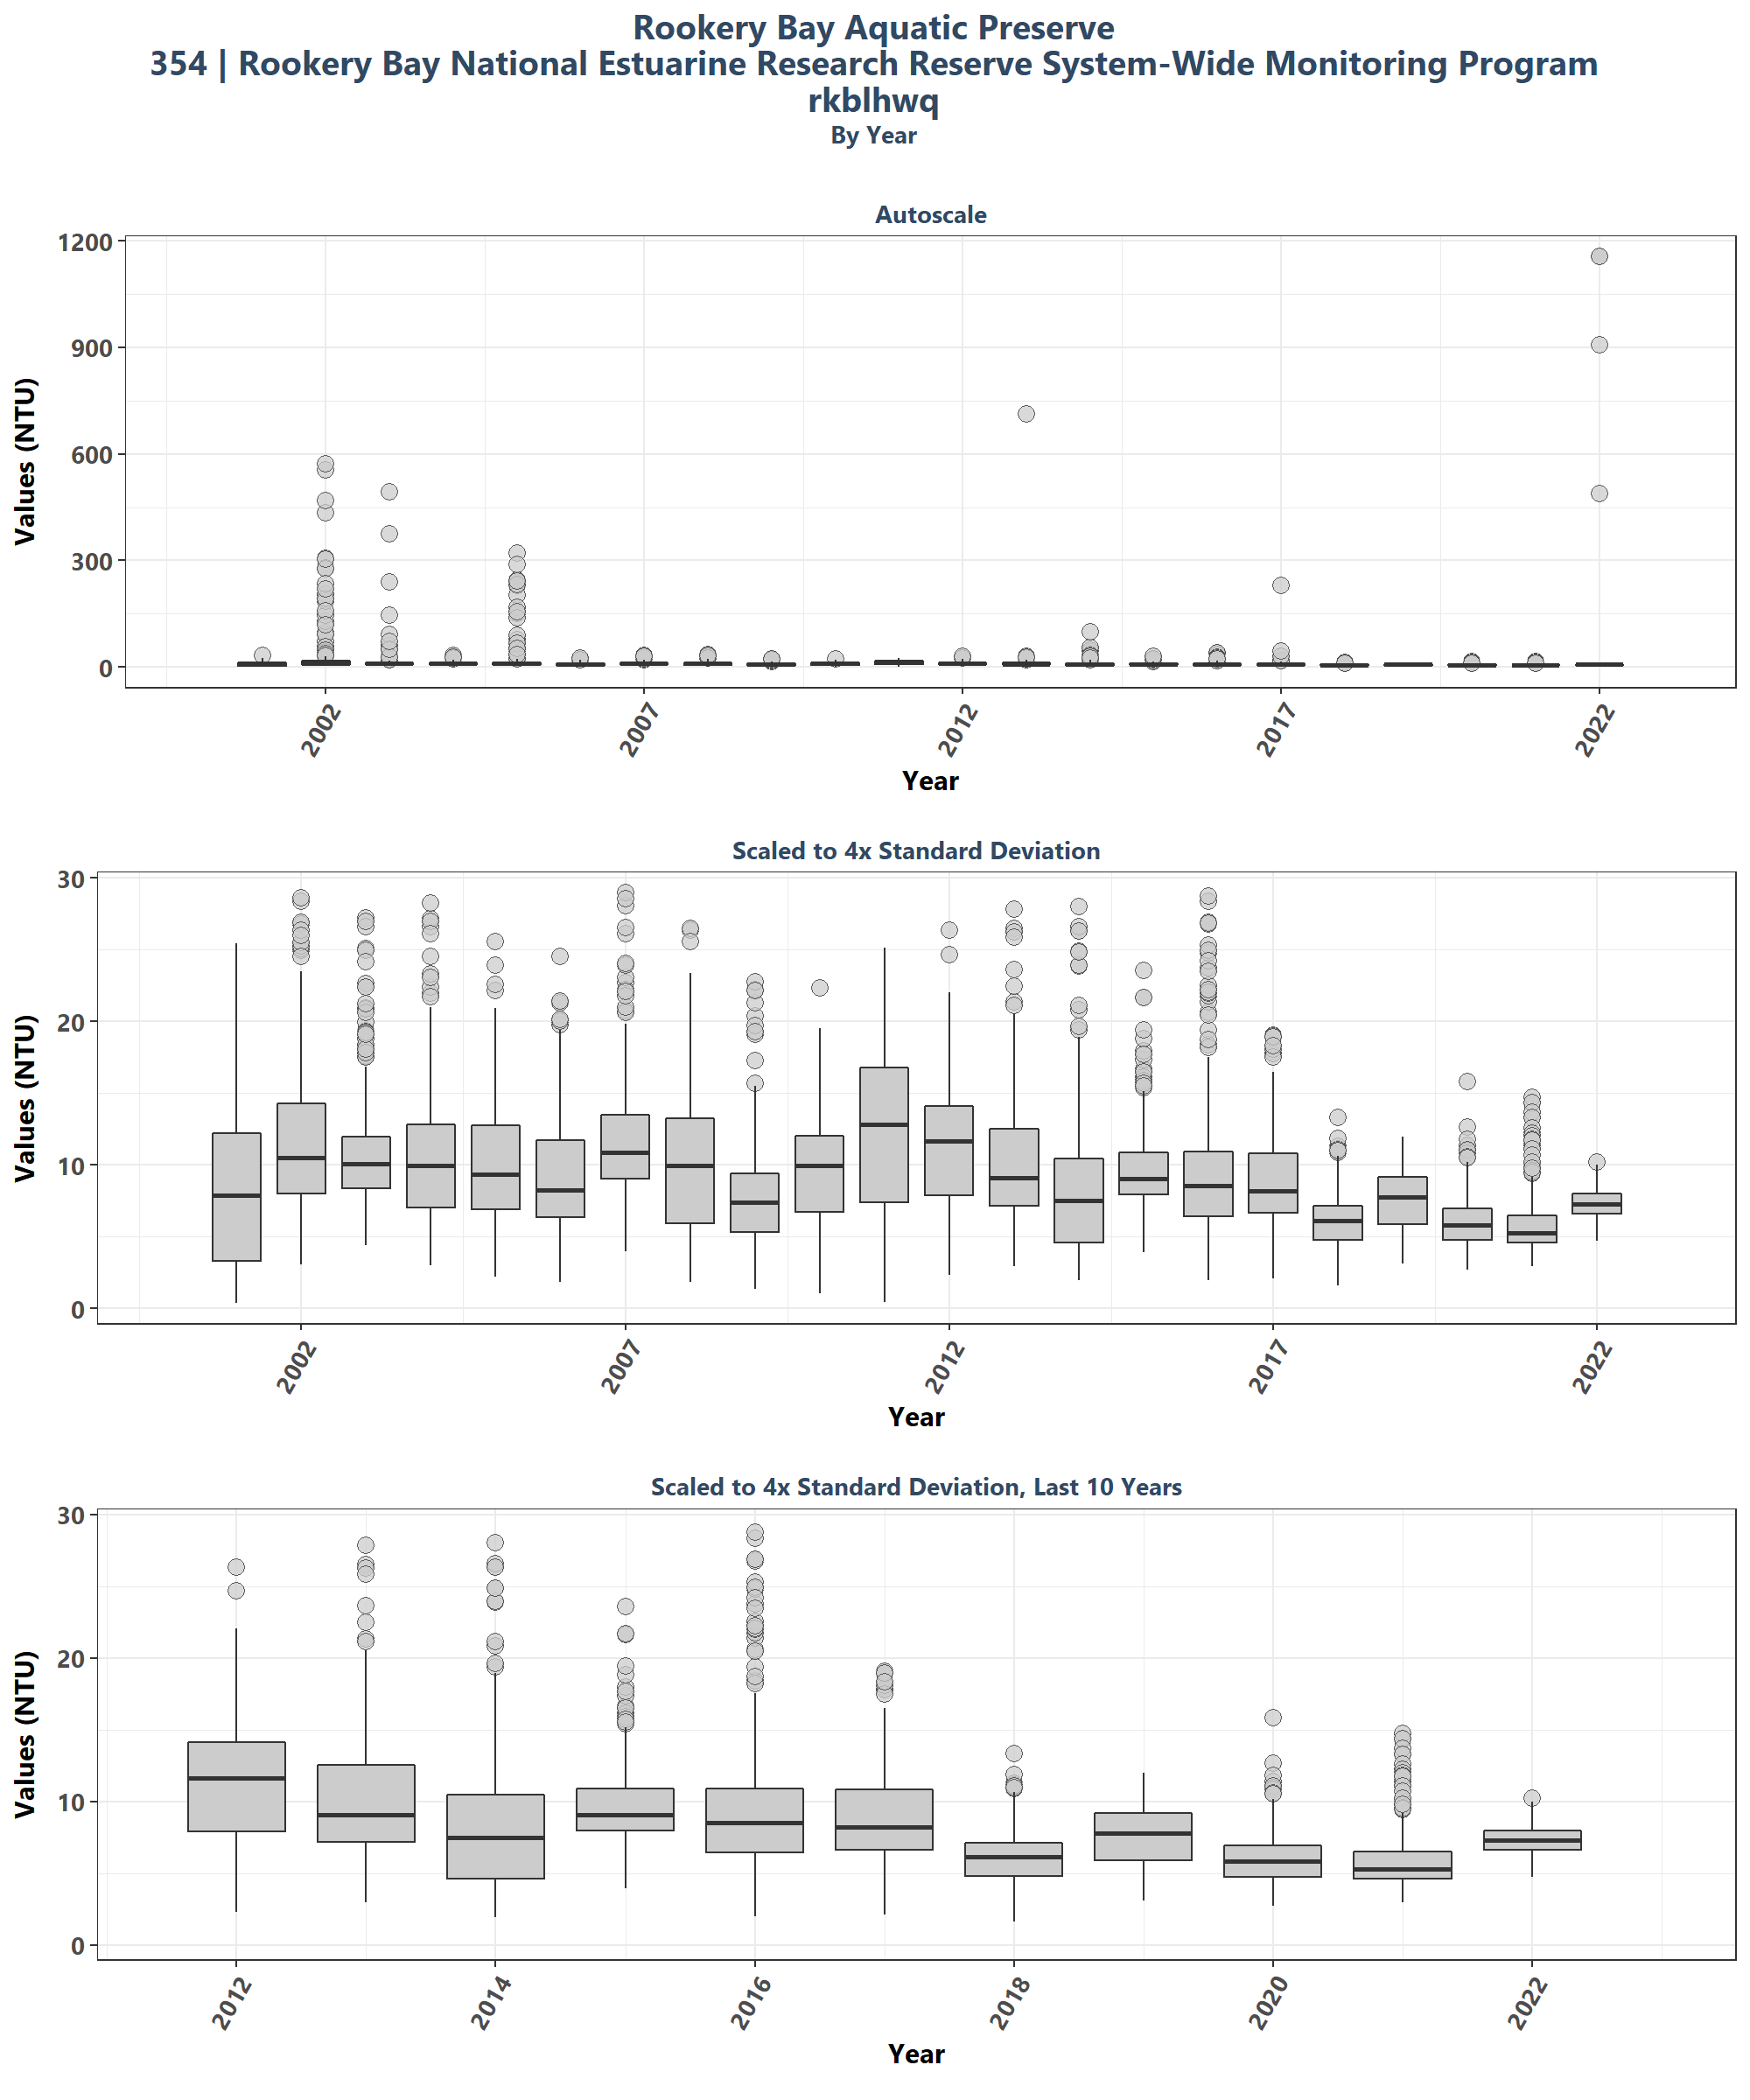 Rookery Bay Aquatic Preserve
354 | Rookery Bay National Estuarine Research Reserve System-Wide Monitoring Program
rkblhwq
By Year
Autoscale
Values (NTU)
1200
900
600
300
0
2002
2007
2012
2017
2022
Year
Scaled to 4x Standard Deviation
Values (NTU)
30
20
10
0
2002
2007
2012
2017
2022
Year
Scaled to 4x Standard Deviation, Last 10 Years
Values (NTU)
30
20
10
0
2012
2014
2016
2018
2020
2022
Year